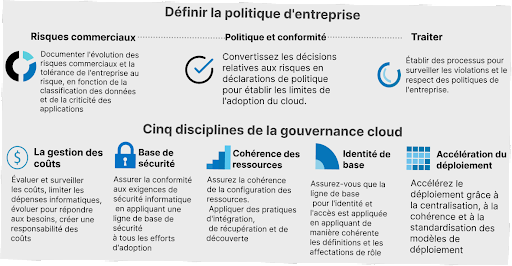 Définir la politique d'entreprise
Risques commerciaux
Politique et conformité
Traiter
Documenter l'évolution des
risques commerciaux et la
tolérance de l'entreprise au
risque, en fonction de la
classification des données
et de la criticité des
applications
Convertissez les décisions
relatives aux risques en
déclarations de politique
pour établir les limites de
l'adoption du cloud.
Établir des processus pour
surveiller les violations et le
respect des politiques de
l'entreprise.
Cinq disciplines de la gouvernance cloud
La gestion des
coûts
Évaluer et surveiller
les coûts, limiter les
dépenses informatiques,
évoluer pour répondre
aux besoins, créer une
responsabilité des
coûts
Base de
sécurité
Assurer la conformité
aux exigences de
sécurité informatique
en appliquant une
ligne de base de
sécurité
à tous les efforts
d'adoption
Cohérence des
ressources
Assurez la cohérence
de la configuration des
ressources.
Appliquer des pratiques
d'intégration,
de récupération et de
découverte
Identité de
base
Assurez-vous que la
ligne de base
pour l'identité et
l'accès est appliquée
en appliquant de
manière cohérente
les définitions et les
affectations de rôle
Accélération du
déploiement
Accélérez le
déploiement grâce à
la centralisation, à la
cohérence et à la
standardisation des
modèles de
déploiement